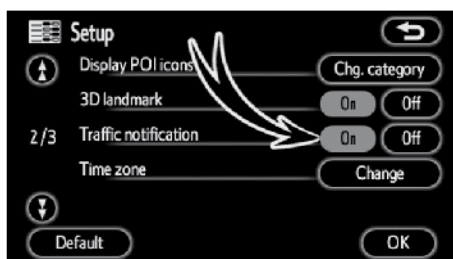 Setup
Display POI icons Chg. category
3D landmark On Off
2/3 Traffic notification On Off
Time zone Change
Default OK